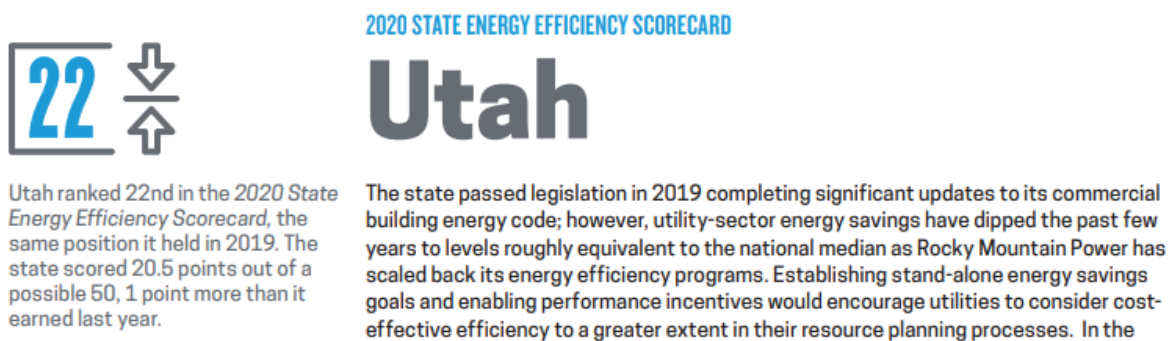 2020 STATE ENERGY EFFICIENCY SCORECARD
22
Utah
Utah ranked 22nd in the 2020 State
Energy Efficiency Scorecard, the
same position it held in 2019. The
state scored 20.5 points out of a
possible 50, 1 point more than it
earned last year.
The state passed legislation in 2019 completing significant updates to its commercial
building energy code; however, utility-sector energy savings have dipped the past few
years to levels roughly equivalent to the national median as Rocky Mountain Power has
scaled back its energy efficiency programs. Establishing stand-alone energy savings
goals and enabling performance incentives would encourage utilities to consider cost-
effective efficiency to a greater extent in their resource planning processes. In the